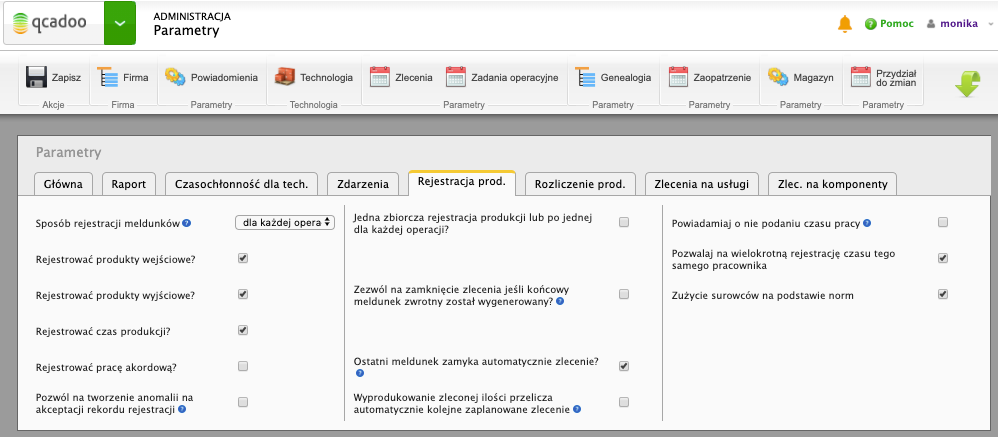 qcadoo
ADMINISTRACJA
Parametry
Pomoc
monika
Zapisz
Akcje
Firma
Firma
Powiadomienia
Parametry
Technologia
Technologia
Zlecenia
Zadania operacyjne
Parametry
Genealogia
Parametry
Zaopatrzenie
Parametry
Magazyn
Parametry
Przydział
do zmian
Parametry
Parametry
Główna
Raport
Czasochłonność dla tech.
Zdarzenia
Rejestracja prod.
Rozliczenie prod.
Zlecenia na usługi
Zlec. na komponenty
Sposób rejestracji meldunków
dla każdej opera
Rejestrować produkty wejściowe?
Rejestrować produkty wyjściowe?
Rejestrować czas produkcji?
Rejestrować pracę akordową?
Pozwól na tworzenie anomalii na
akceptacji rekordu rejestracji
Jedna zbiorcza rejestracja produkcji lub po jednej
dla każdej operacji?
Zezwól na zamknięcie zlecenia jeśli końcowy
meldunek zwrotny został wygenerowany?
Ostatni meldunek zamyka automatycznie zlecenie?
Wyprodukowanie zleconej ilości przelicza
automatycznie kolejne zaplanowane zlecenie
Powiadamiaj o nie podaniu czasu pracy
Pozwalaj na wielokrotną rejestrację czasu tego
samego pracownika
Zużycie surowców na podstawie norm